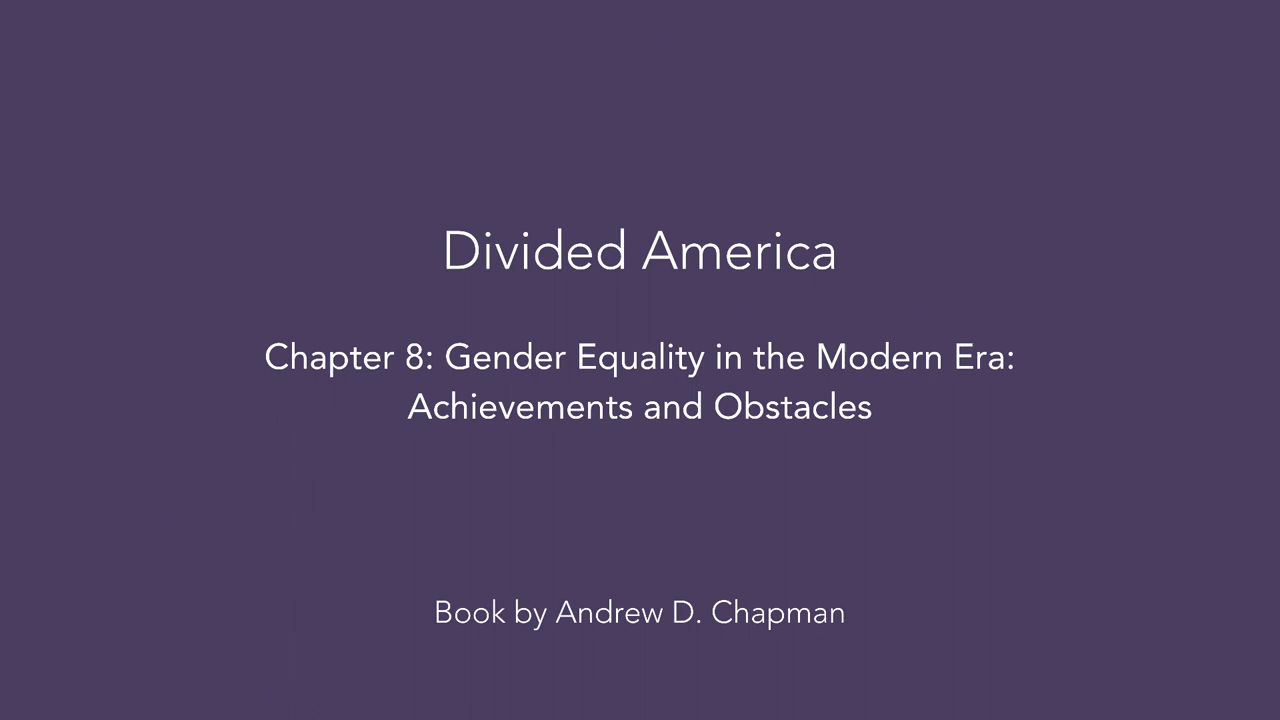 Divided America
Chapter 8: Gender Equality in the Modern Era:
Achievements and Obstacles
Book by Andrew D. Chapman